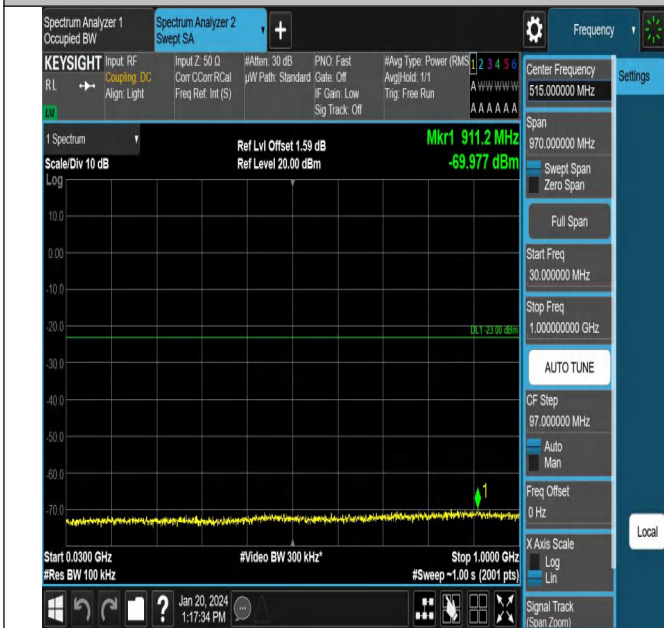 Spectrum Analyzer 1
Occupied BW
Spectrum Analyzer 2
Swept SA
+
Frequency
KEYSIGHT
RL
LXI
Input: RF
Coupling: DC
Align: Light
Input Z: 50 Ω
Corr CCorr RCal
Freq Ref: Int (S)
#Atten: 30 dB
µW Path: Standard
PNO: Fast
Gate: Off
IF Gain: Low
Sig Track: Off
#Avg Type: Power (RMS
Avg|Hold: 1/1
Trig: Free Run
1 2 3 4 5 6
A W W W W W
A A A A A A
1 Spectrum
Scale/Div 10 dB
Log
Ref Lvl Offset 1.59 dB
Ref Level 20.00 dBm
Mkr1 911.2 MHz
-69.977 dBm
10.0
0.00
-10.0
-20.0
-30.0
-40.0
-50.0
-60.0
-70.0
DL1 -23.00 dBm
1
Start 0.0300 GHz
#Res BW 100 kHz
#Video BW 300 kHz*
Stop 1.0000 GHz
#Sweep ~1.00 s (2001 pts)
Jan 20, 2024
1:17:34 PM
Center Frequency
515.000000 MHz
Span
970.000000 MHz
Swept Span
Zero Span
Full Span
Start Freq
30.000000 MHz
Stop Freq
1.000000000 GHz
AUTO TUNE
CF Step
97.000000 MHz
Auto
Man
Freq Offset
0 Hz
X Axis Scale
Log
Lin
Signal Track
(Span Zoom)
Settings
Local